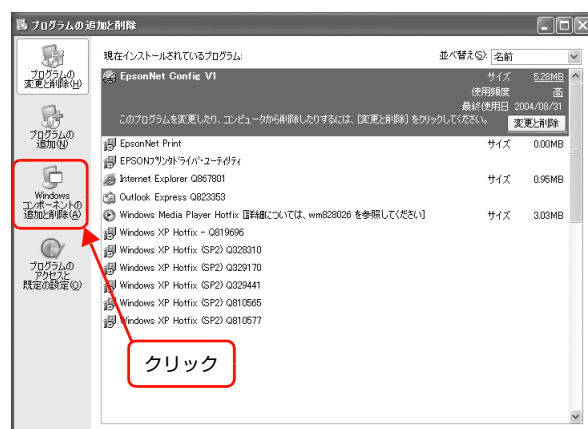 プログラムの追加と削除
プログラムの
変更と削除(H)
プログラムの
追加(N)
Windows
コンポーネントの
追加と削除(A)
プログラムの
アクセスと
既定の設定(O)
現在インストールされているプログラム:
並べ替え(S): 名前
EpsonNet Config V1
サイズ 5.28MB
使用頻度 高
最終使用日 2004/08/31
このプログラムを変更したり、コンピュータから削除したりするには、[変更と削除] をクリックしてください。
変更と削除
EpsonNet Print サイズ 0.00MB
EPSONプリンタドライバ・ユーティリティ
Internet Explorer Q867801 サイズ 0.95MB
Outlook Express Q823353
Windows Media Player Hotfix [詳細については、wm828026 を参照してください] サイズ 3.03MB
Windows XP Hotfix - Q819696
Windows XP Hotfix (SP2) Q328310
Windows XP Hotfix (SP2) Q329170
Windows XP Hotfix (SP2) Q329441
Windows XP Hotfix (SP2) Q810565
Windows XP Hotfix (SP2) Q810577
クリック